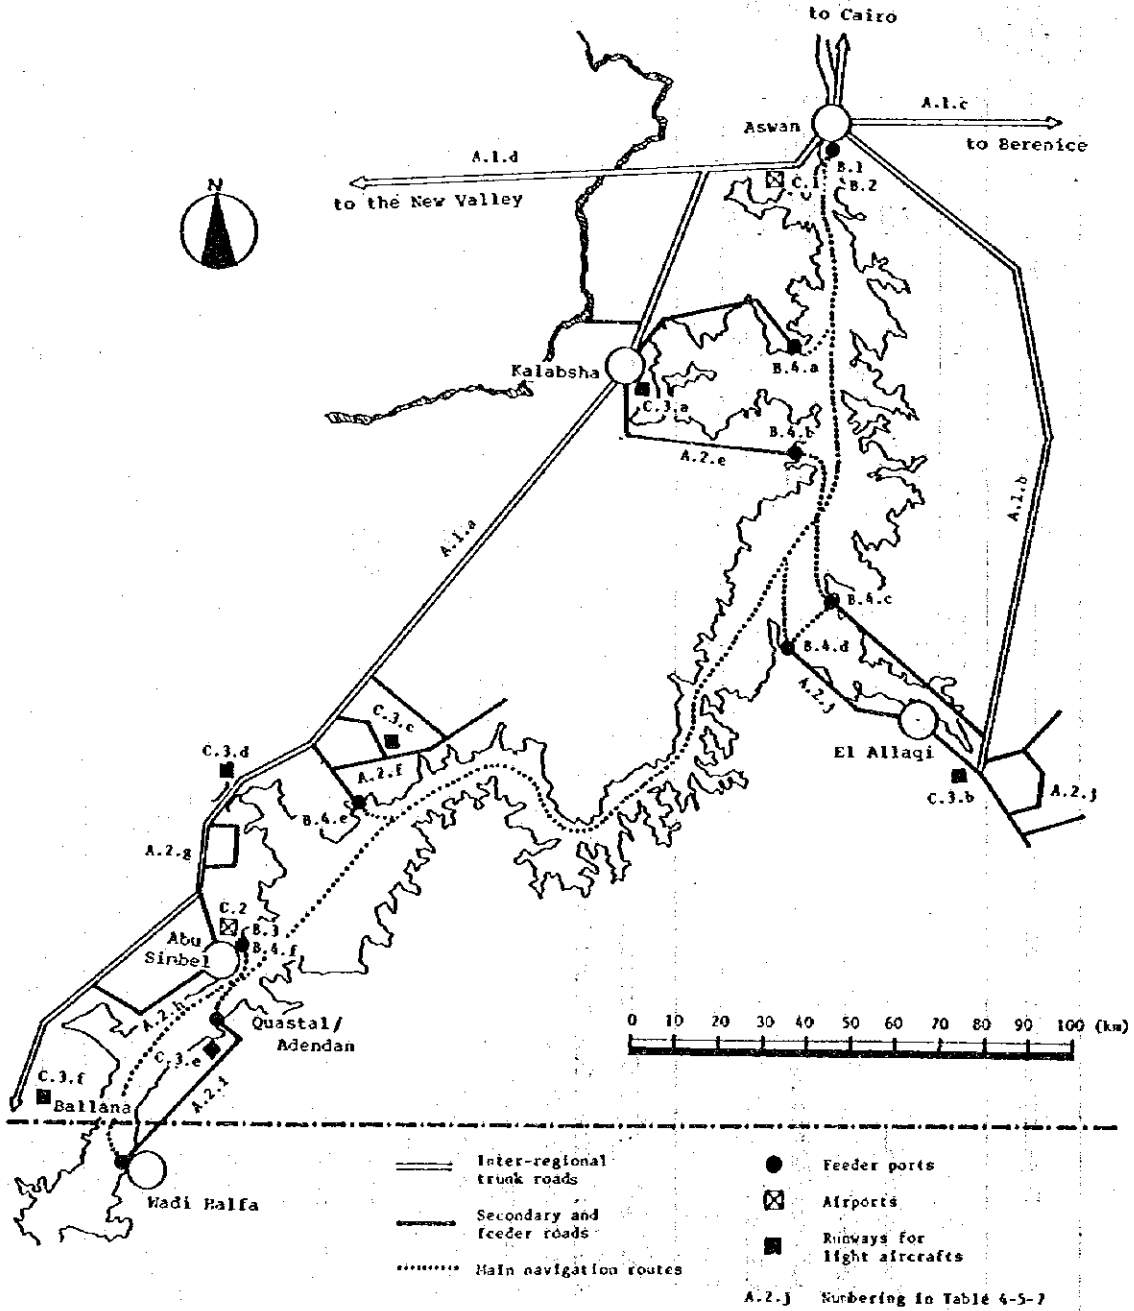 to Cairo
A.1.c
Aswan
to Berenice
A.1.d
B.1
C.1
B.2
to the New Valley
N
Kalabsha
B.4.a
C.3.a
B.4.b
A.2.e
A.1.b
A.1.a
B.4.c
B.4.d
A.2.j
C.3.c
El Allaqi
C.3.d
A.2.f
C.3.b
A.2.j
B.4.e
A.2.g
C.2
B.3
Abu
Simbel
B.4.f
A.2.h
Quastal/
Adendan
C.3.e
0 10 20 30 40 50 60 70 80 90 100 (km)
C.3.f
Ballana
A.2.i
Wadi Halfa
Inter-regional
trunk roads
Feeder ports
Airports
Secondary and
feeder roads
Runways for
light aircrafts
Main navigation routes
A.2.j Numbering in Table 4-5-7